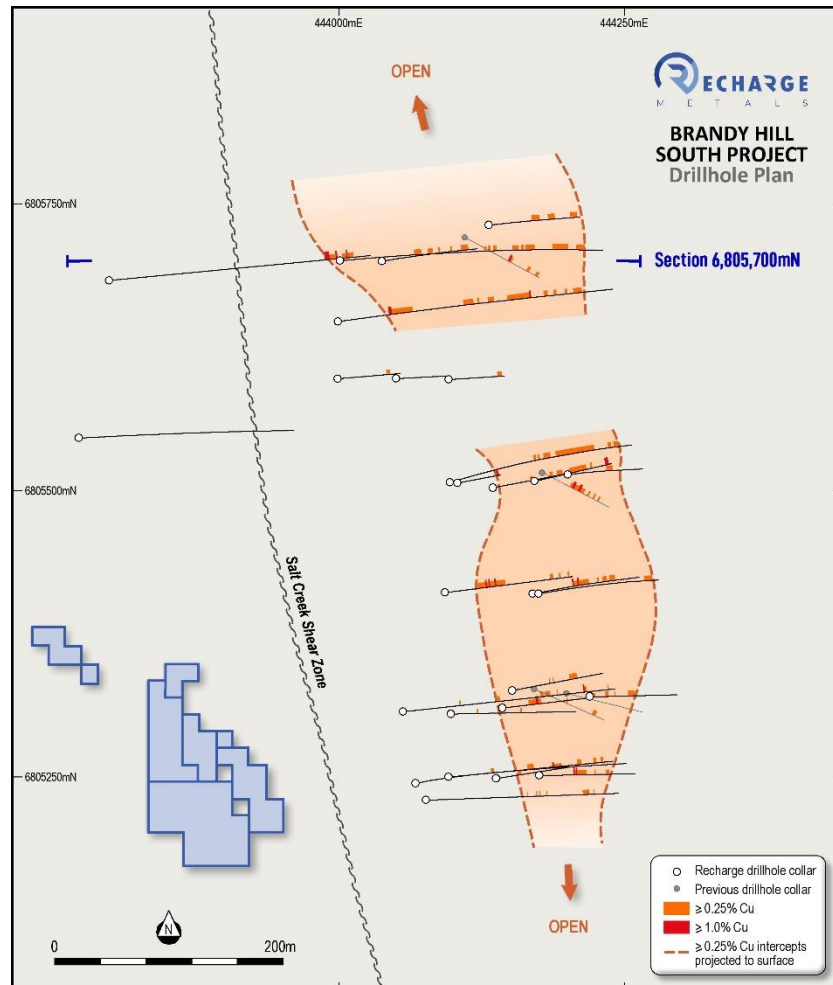 444000mE
444250mE
OPEN
RECHARGE
METALS
BRANDY HILL
SOUTH PROJECT
Drillhole Plan
6805750mN
Section 6,805,700mN
6805500mN
Salt Creek Shear Zone
6805250mN
N
0
200m
OPEN
Recharge drillhole collar
Previous drillhole collar
≥ 0.25% Cu
≥ 1.0% Cu
≥ 0.25% Cu intercepts
projected to surface